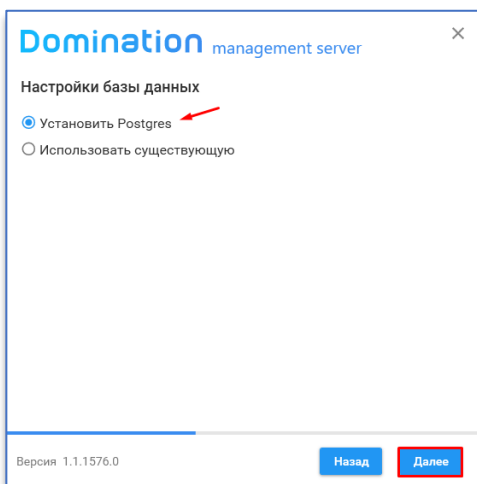 Domination management server
Настройки базы данных
Установить Postgres
Использовать существующую
Версия 1.1.1576.0
Назад
Далее